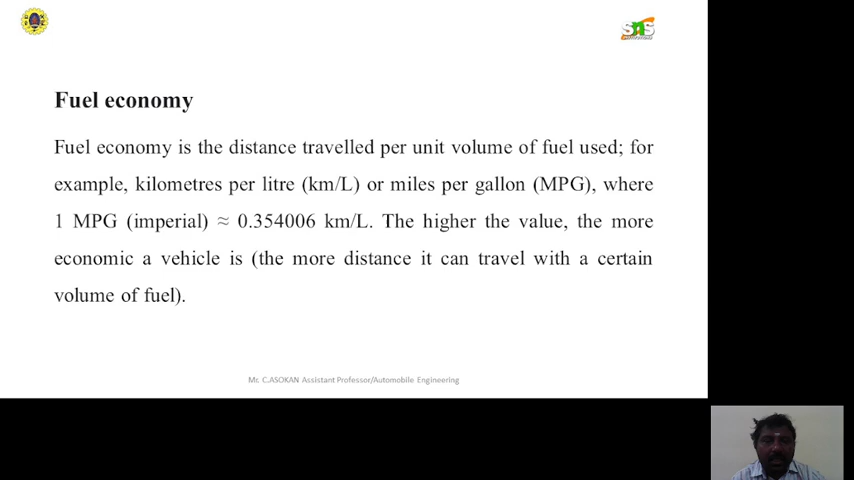 SNS
Fuel economy
Fuel economy is the distance travelled per unit volume of fuel used; for
example, kilometres per litre (km/L) or miles per gallon (MPG), where
1 MPG (imperial) ≈ 0.354006 km/L. The higher the value, the more
economic a vehicle is (the more distance it can travel with a certain
volume of fuel).
Mr. C.ASOKAN Assistant Professor/Automobile Engineering